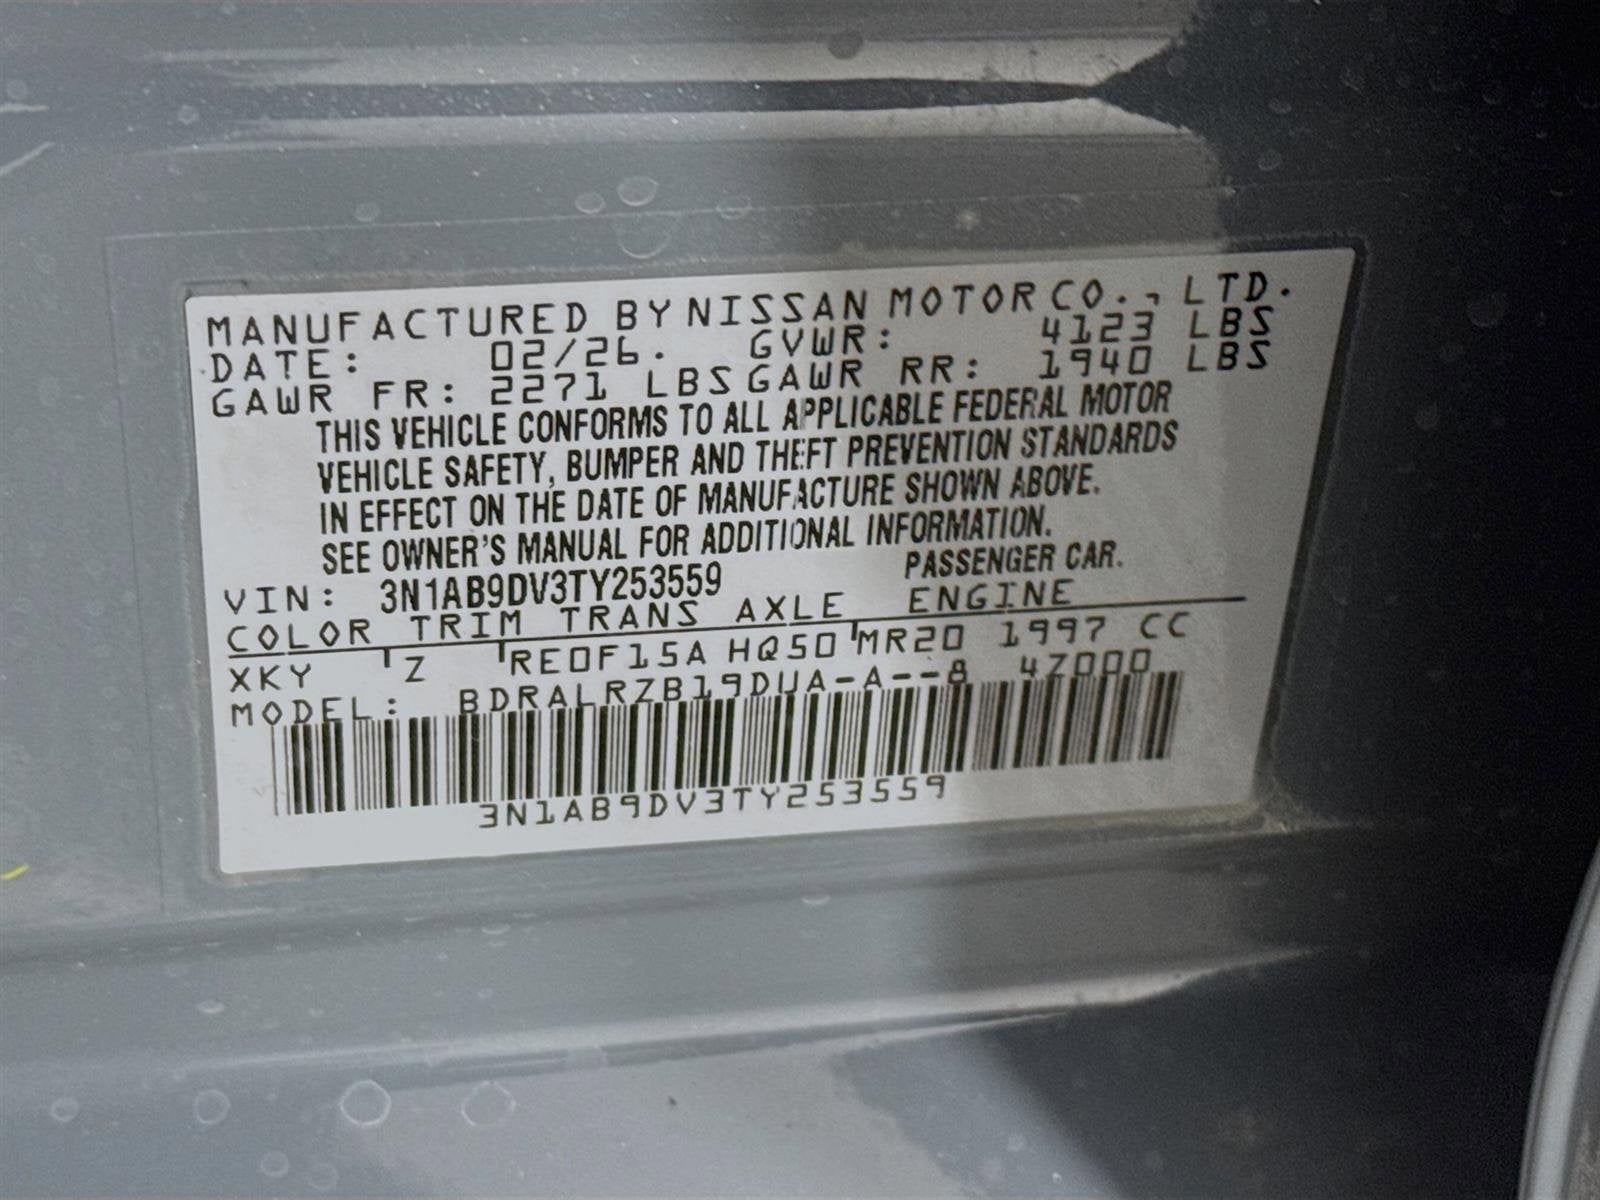 MANUFACTURED BY NISSAN MOTOR CO., LTD.
DATE: 02/26. GVWR: 4123 LBS
GAWR FR: 2271 LBS GAWR RR: 1940 LBS
THIS VEHICLE CONFORMS TO ALL APPLICABLE FEDERAL MOTOR
VEHICLE SAFETY, BUMPER AND THEFT PREVENTION STANDARDS
IN EFFECT ON THE DATE OF MANUFACTURE SHOWN ABOVE.
SEE OWNER'S MANUAL FOR ADDITIONAL INFORMATION.
VIN: 3N1AB9DV3TY253559 PASSENGER CAR.
COLOR TRIM TRANS AXLE ENGINE
XKY Z RE0F15A HQ50 MR20 1997 CC
MODEL: BDRALRZB19DUA-A--8 4Z000
3N1AB9DV3TY253559